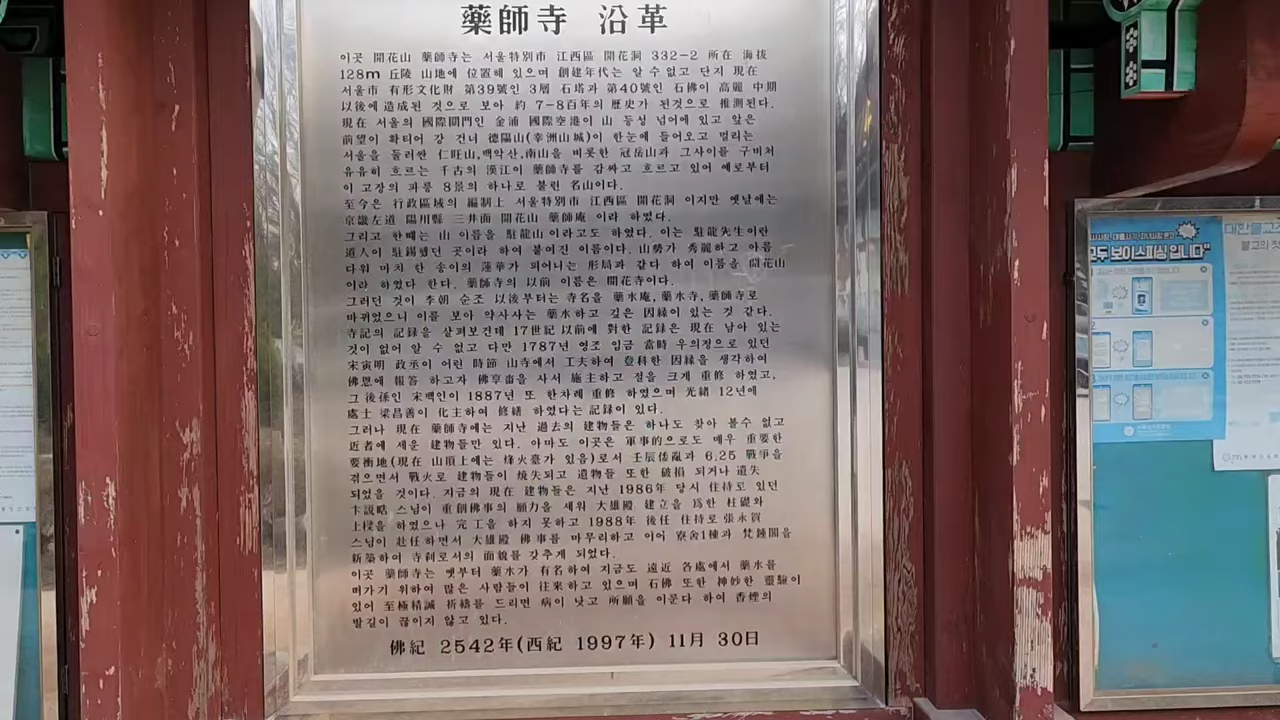 藥師寺 沿革
이곳 開花山 藥師寺는 서울特別市 江西區 開花洞 332-2 所在 海拔
128m 丘陵 山地에 位置해 있으며 創建年代는 알 수없고 단지 現在
서울市 有形文化財 第39號인 3層 石塔과 第40號인 石佛이 高麗 中期
以後에 造成된 것으로 보아 約 7-8百年의 歷史가 된것으로 推測된다.
現在 서울의 國際關門인 金浦 國際空港이 山 등성 넘어에 있고 앞은
前望이 확티어 강 건너 德陽山(幸洲山城)이 한눈에 들어오고 멀리는
서울을 둘러싼 仁旺山,백악산,南山을 비롯한 冠岳山과 그사이를 구비처
유유히 흐르는 千古의 漢江이 藥師寺를 감싸고 흐르고 있어 예로부터
이 고장의 파릉 8景의 하나로 불린 名山이다.
至今은 行政區域의 編制上 서울特別市 江西區 開花洞 이지만 옛날에는
京畿左道 陽川縣 三井面 開花山 藥師庵 이라 하였다.
그리고 한때는 山 이름을 駐龍山 이라고도 하였다. 이는 駐龍先生이란
道人이 駐錫했던 곳이라 하여 붙여진 이름이다. 山勢가 秀麗하고 아름
다워 마치 한 송이의 蓮華가 피어나는 形局과 같다 하여 이름을 開花山
이라 하였다 한다. 藥師寺의 以前 이름은 開花寺이다.
그러던 것이 李朝 순조 以後부터는 寺名을 藥水庵, 藥水寺, 藥師寺로
바뀌었으니 이를 보아 약사사는 藥水하고 깊은 因緣이 있는 것 같다.
寺記의 記錄을 살펴보건데 17世紀 以前에 對한 記錄은 現在 남아 있는
것이 없어 알 수 없고 다만 1787년 영조 임금 當時 우의정으로 있던
宋寅明 政丞이 어린 時節 山寺에서 工夫하여 登科한 因緣을 생각하여
佛恩에 報答 하고자 佛享畓을 사서 施主하고 절을 크게 重修 하였고,
그 後孫인 宋백인이 1887년 또 한차례 重修 하였으며 光緖 12년에
處士 梁昌善이 化主하여 修繕 하였다는 記錄이 있다.
그러나 現在 藥師寺에는 지난 過去의 建物들은 하나도 찾아 볼수 없고
近者에 세운 建物들만 있다. 아마도 이곳은 軍事的으로도 매우 重要한
要衝地(現在 山頂上에는 烽火臺가 있음)로서 壬辰倭亂과 6.25 戰爭을
겪으면서 戰火로 建物들이 燒失되고 遺物들 또한 破損 되거나 遺失
되었을 것이다. 지금의 現在 建物들은 지난 1986年 당시 住持로 있던
卞説晧 스님이 重創佛事의 願力을 세워 大雄殿 建立을 爲한 柱礎와
上樑을 하였으나 完工을 하지 못하고 1988年 後任 住持로 張永賀
스님이 赴任하면서 大雄殿 佛事를 마무리하고 이어 寮舍1棟과 梵鍾閣을
新築하여 寺刹로서의 面貌를 갖추게 되었다.
이곳 藥師寺는 옛부터 藥水가 有名하여 지금도 遠近 各處에서 藥水를
떠가기 위하여 많은 사람들이 往來하고 있으며 石佛 또한 神妙한 靈驗이
있어 至極精誠 祈禱를 드리면 病이 낫고 所願을 이룬다 하여 香煙의
발길이 끊이지 않고 있다.
佛紀 2542年(西紀 1997年) 11月 30日
모두 보이스피싱 입니다"